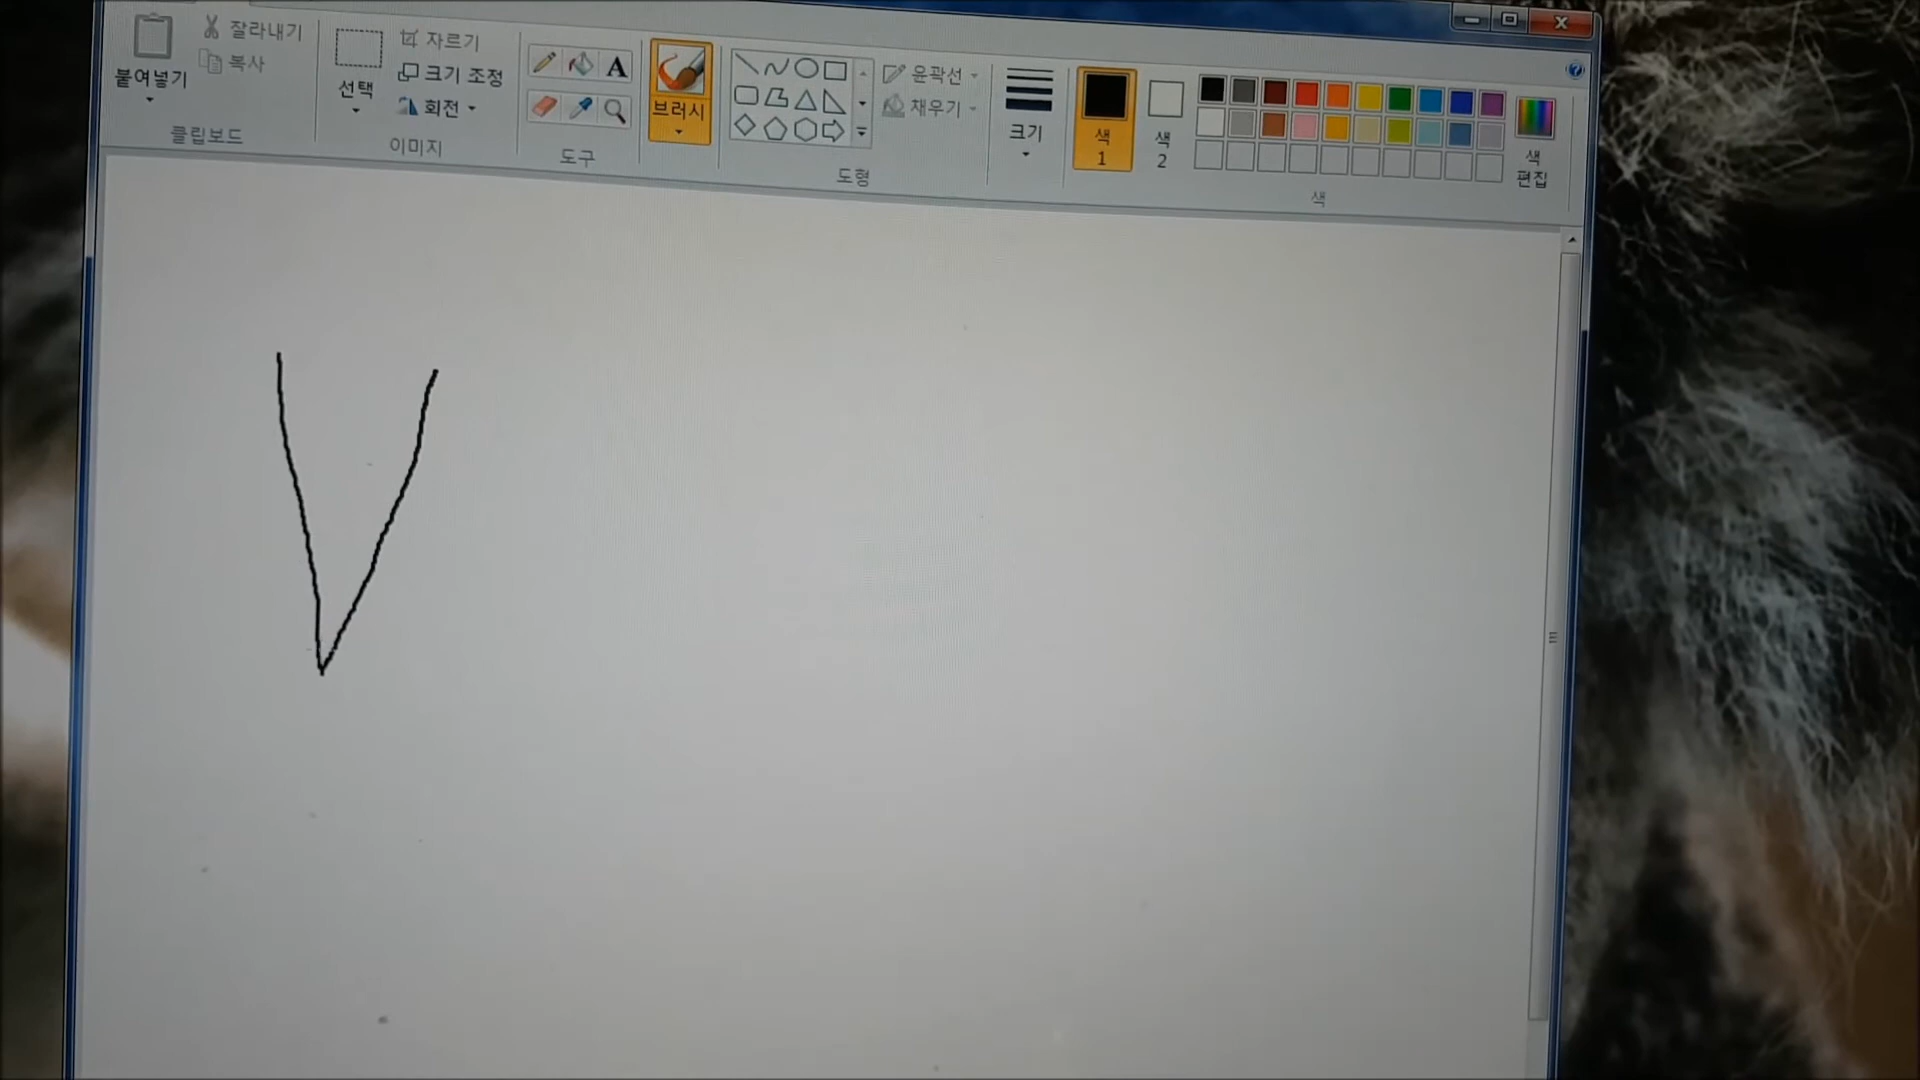 붙여넣기
잘라내기
복사
클립보드
선택
자르기
크기 조정
회전
이미지
A
도구
브러시
윤곽선
채우기
도형
크기
색
1
색
2
색
편집
색
V